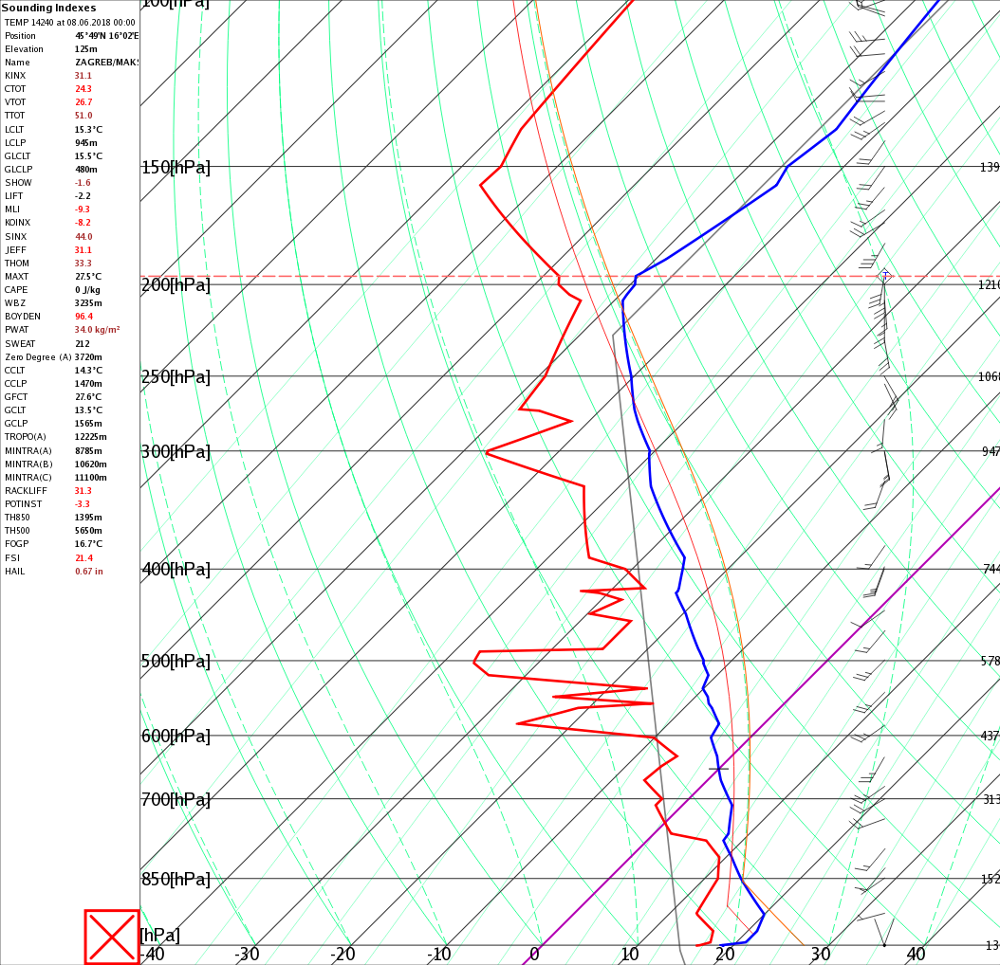 Sounding Indexes
TEMP 14240 at 08.06.2018 00:00
Position 45°49'N 16°02'E
Elevation 125m
Name ZAGREB/MAK
KINX 31.1
CTOT 24.3
VTOT 26.7
TTOT 51.0
LCLT 15.3°C
LCLP 945m
GLCLT 15.5°C
GLCLP 480m
SHOW -1.6
LIFT -2.2
MLI -9.3
KOINX -8.2
SINX 44.0
JEFF 31.1
THOM 33.3
MAXT 27.5°C
CAPE 0 J/kg
WBZ 3235m
BOYDEN 96.4
PWAT 34.0 kg/m²
SWEAT 212
Zero Degree (A) 3720m
CCLT 14.3°C
CCLP 1470m
GFCT 27.6°C
GCLT 13.5°C
GCLP 1565m
TROPO(A) 12225m
MINTRA(A) 8785m
MINTRA(B) 10620m
MINTRA(C) 11100m
RACKLIFF 31.3
POTINST -3.3
TH850 1395m
TH500 5650m
FOGP 16.7°C
FSI 21.4
HAIL 0.67 in
100[hPa]
150[hPa] 139
200[hPa] 1210
T
250[hPa] 1060
300[hPa] 947
400[hPa] 744
500[hPa] 578
600[hPa] 437
700[hPa] 313
850[hPa] 152
[hPa] 13
-40 -30 -20 -10 0 10 20 30 40